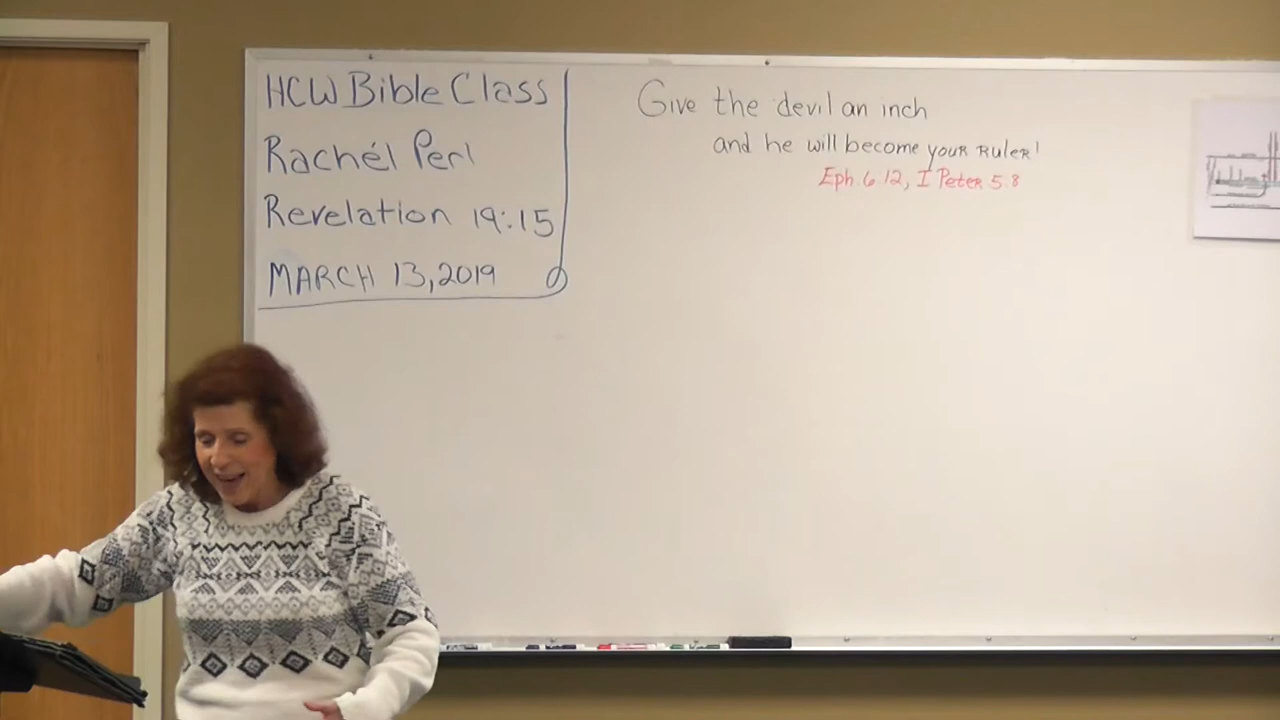 HCW Bible Class
Rachél Perl
Revelation 19:15
MARCH 13, 2019
Give the devil an inch
and he will become your RuleR!
Eph 6:12, I Peter 5:8